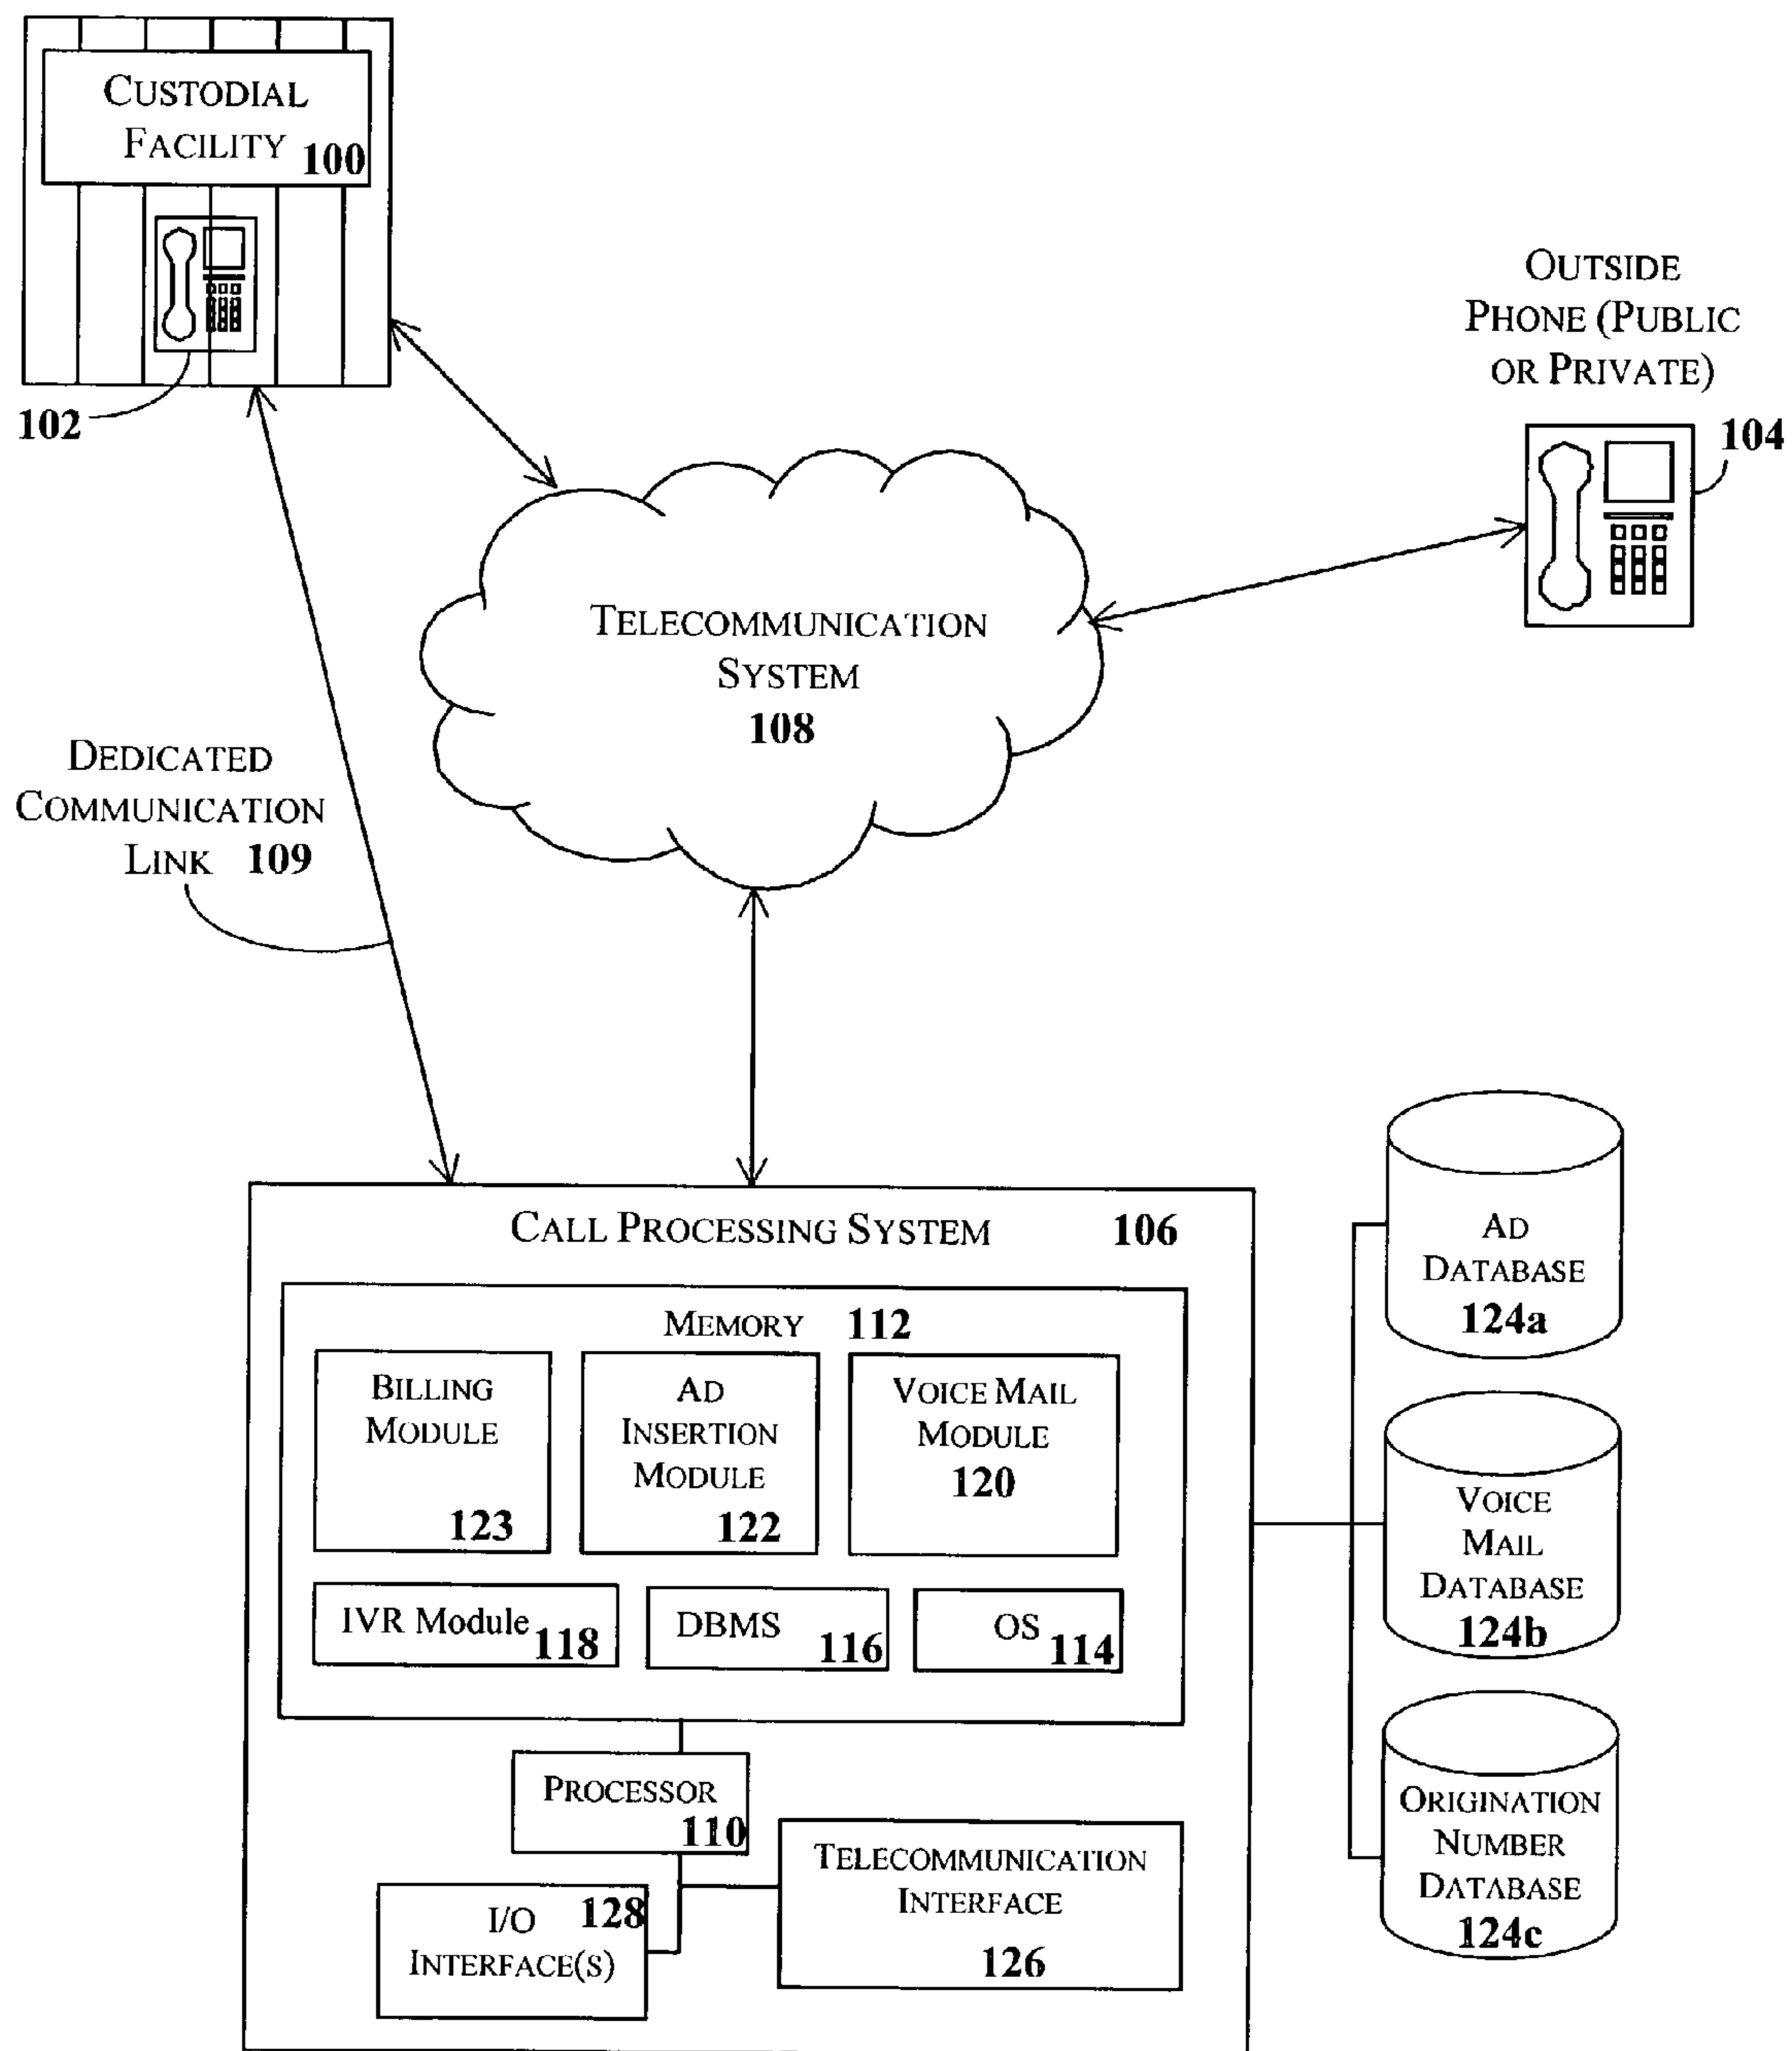 CUSTODIAL
FACILITY 100
102
OUTSIDE
PHONE (PUBLIC
OR PRIVATE)
104
TELECOMMUNICATION
SYSTEM
108
DEDICATED
COMMUNICATION
LINK 109
CALL PROCESSING SYSTEM 106
MEMORY 112
BILLING
MODULE
123
AD
INSERTION
MODULE
122
VOICE MAIL
MODULE
120
IVR Module 118
DBMS 116
OS 114
PROCESSOR
110
TELECOMMUNICATION
INTERFACE
126
I/O 128
INTERFACE(S)
AD
DATABASE
124a
VOICE
MAIL
DATABASE
124b
ORIGINATION
NUMBER
DATABASE
124c